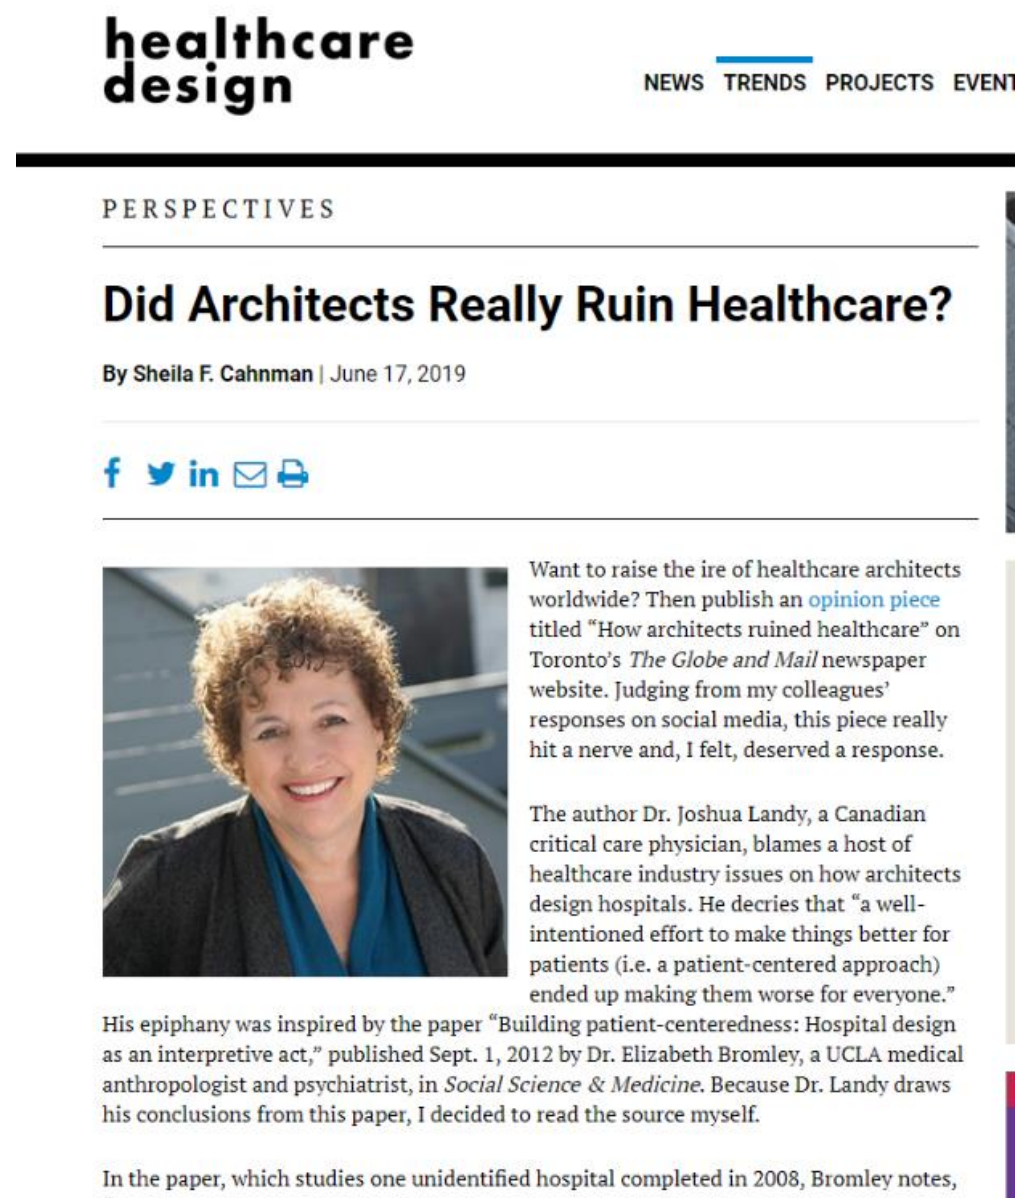 healthcare
design
NEWS TRENDS PROJECTS EVENT
PERSPECTIVES
Did Architects Really Ruin Healthcare?
By Sheila F. Cahnman | June 17, 2019
Want to raise the ire of healthcare architects
worldwide? Then publish an opinion piece
titled “How architects ruined healthcare” on
Toronto’s The Globe and Mail newspaper
website. Judging from my colleagues’
responses on social media, this piece really
hit a nerve and, I felt, deserved a response.
The author Dr. Joshua Landy, a Canadian
critical care physician, blames a host of
healthcare industry issues on how architects
design hospitals. He decries that “a well-
intentioned effort to make things better for
patients (i.e. a patient-centered approach)
ended up making them worse for everyone.”
His epiphany was inspired by the paper “Building patient-centeredness: Hospital design
as an interpretive act,” published Sept. 1, 2012 by Dr. Elizabeth Bromley, a UCLA medical
anthropologist and psychiatrist, in Social Science & Medicine. Because Dr. Landy draws
his conclusions from this paper, I decided to read the source myself.
In the paper, which studies one unidentified hospital completed in 2008, Bromley notes,